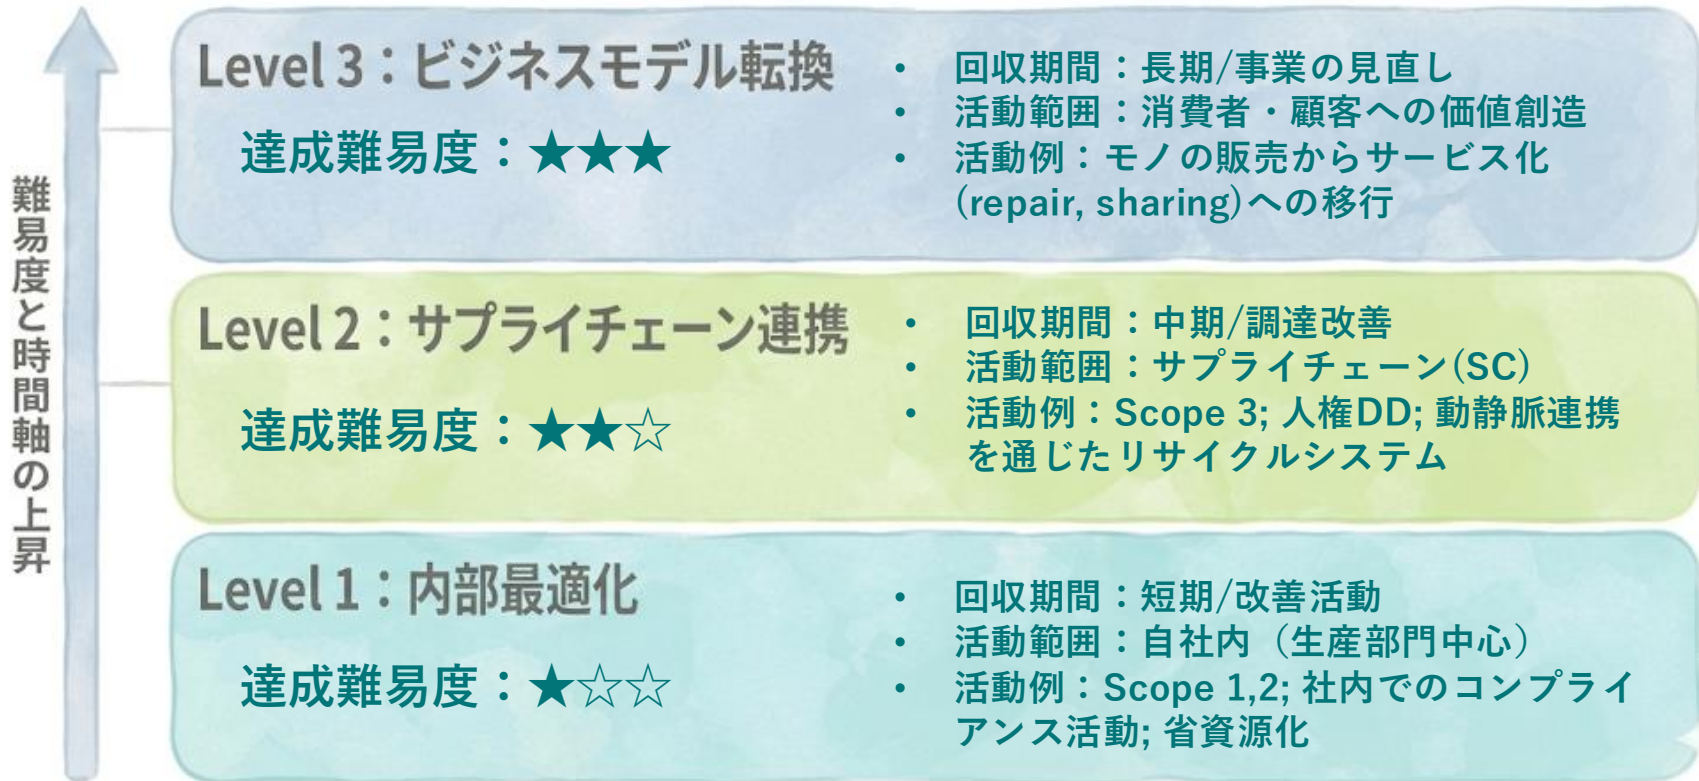 難易度と時間軸の上昇
Level 3：ビジネスモデル転換
達成難易度：★★★
• 回収期間：長期/事業の見直し
• 活動範囲：消費者・顧客への価値創造
• 活動例：モノの販売からサービス化
(repair, sharing)への移行
Level 2：サプライチェーン連携
達成難易度：★★☆
• 回収期間：中期/調達改善
• 活動範囲：サプライチェーン(SC)
• 活動例：Scope 3; 人権DD; 動静脈連携
を通じたリサイクルシステム
Level 1：内部最適化
達成難易度：★☆☆
• 回収期間：短期/改善活動
• 活動範囲：自社内（生産部門中心）
• 活動例：Scope 1,2; 社内でのコンプライ
アンス活動; 省資源化